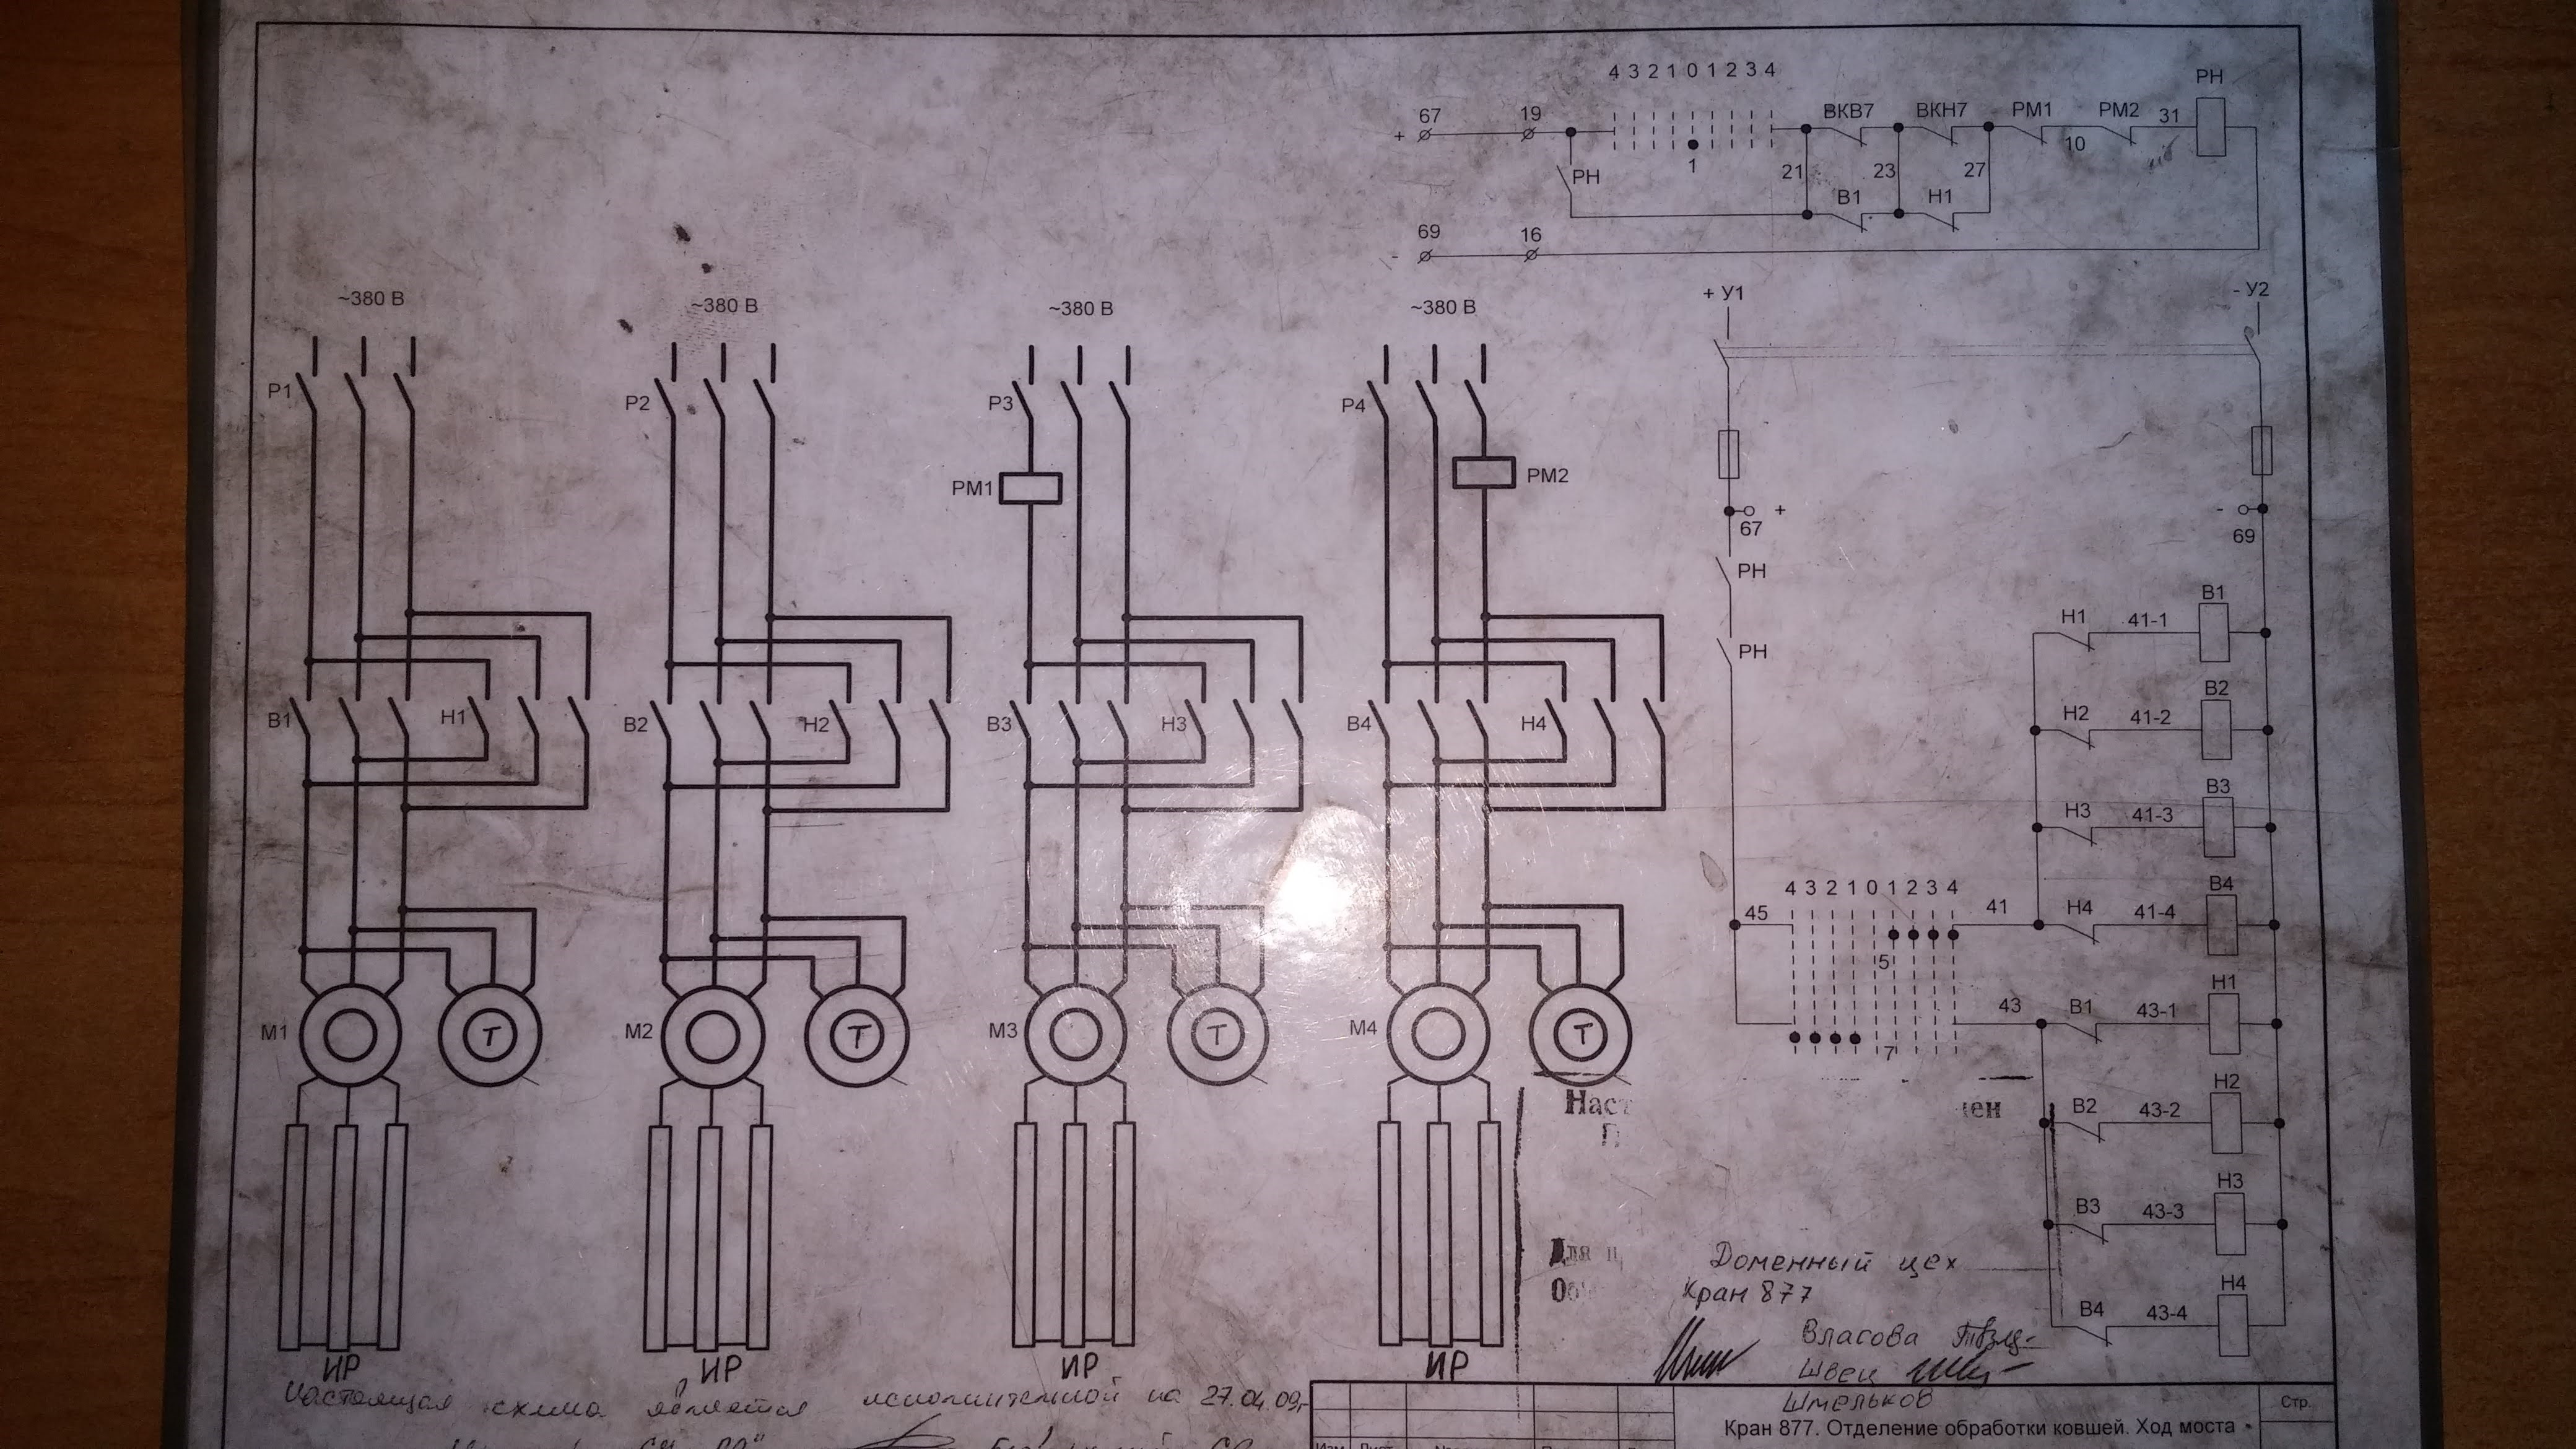 4 3 2 1 0 1 2 3 4
РН
67
19
ВКВ7
ВКН7
РМ1
РМ2
31
+
10
1
21
23
27
РН
В1
Н1
69
16
-
~380 В
~380 В
~380 В
~380 В
+ У1
- У2
Р1
Р2
Р3
Р4
РМ1
РМ2
+
67
-
69
РН
РН
В1
Н1
41-1
В2
Н2
41-2
В3
Н3
41-3
В4
Н4
41-4
В1
Н1
В2
Н2
В3
Н3
В4
Н4
4 3 2 1 0 1 2 3 4
45
41
5
43
7
Н1
В1
43-1
Н2
В2
43-2
Н3
В3
43-3
Н4
В4
43-4
М1
Т
М2
Т
М3
Т
М4
Т
Наст
ен
Для
Доменный цех
Кран 877
Власова
Швец
Шмельков
ИР
ИР
ИР
ИР
Настоящая схема является исполнительной на 27.04.09г.
Стр.
Кран 877. Отделение обработки ковшей. Ход моста